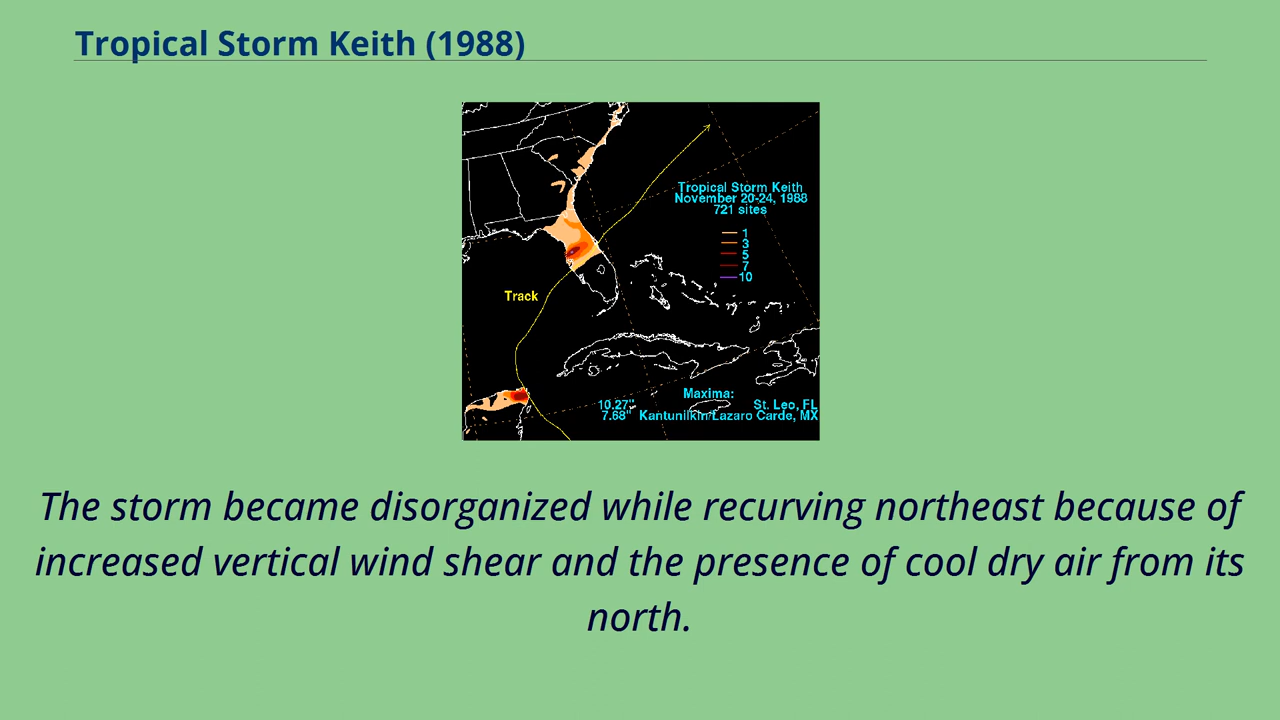 Tropical Storm Keith (1988)
Tropical Storm Keith
November 20-24, 1988
721 sites
1
3
5
7
10
Track
Maxima:
10.27" St. Leo, FL
7.68" Kantunilkin/Lazaro Carde, MX
The storm became disorganized while recurving northeast because of
increased vertical wind shear and the presence of cool dry air from its
north.